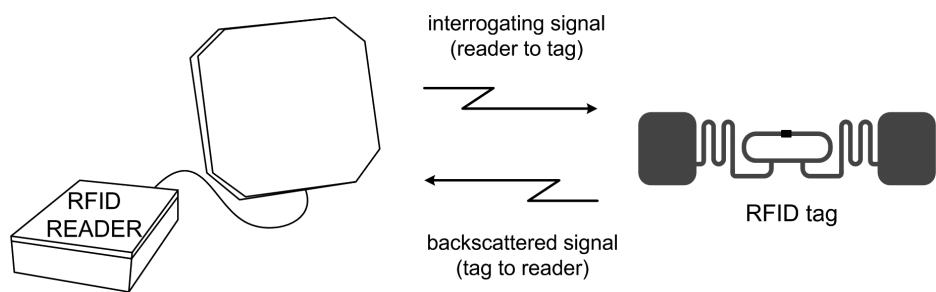 interrogating signal
(reader to tag)
RFID
READER
backscattered signal
(tag to reader)
RFID tag